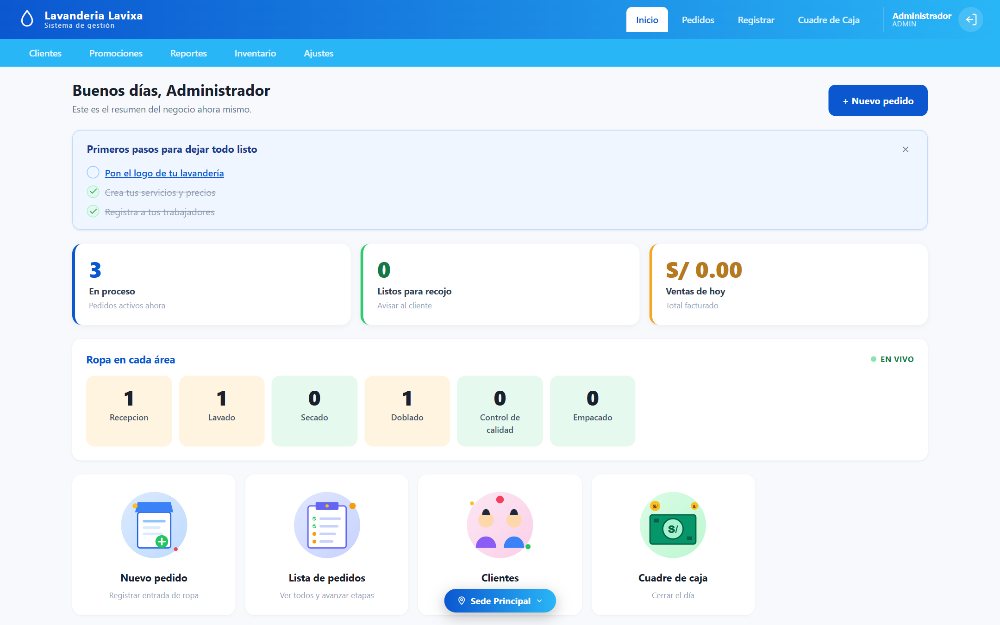 Lavanderia Lavixa
Sistema de gestión
Inicio
Pedidos
Registrar
Cuadre de Caja
Administrador
ADMIN
Clientes
Promociones
Reportes
Inventario
Ajustes
Buenos días, Administrador
Este es el resumen del negocio ahora mismo.
+ Nuevo pedido
Primeros pasos para dejar todo listo
Pon el logo de tu lavandería
Crea tus servicios y precios
Registra a tus trabajadores
3
En proceso
Pedidos activos ahora
0
Listos para recojo
Avisar al cliente
S/ 0.00
Ventas de hoy
Total facturado
Ropa en cada área
EN VIVO
1
Recepcion
1
Lavado
0
Secado
1
Doblado
0
Control de
calidad
0
Empacado
Nuevo pedido
Registrar entrada de ropa
Lista de pedidos
Ver todos y avanzar etapas
Clientes
S/
S/
S/
Cuadre de caja
Cerrar el día
Sede Principal